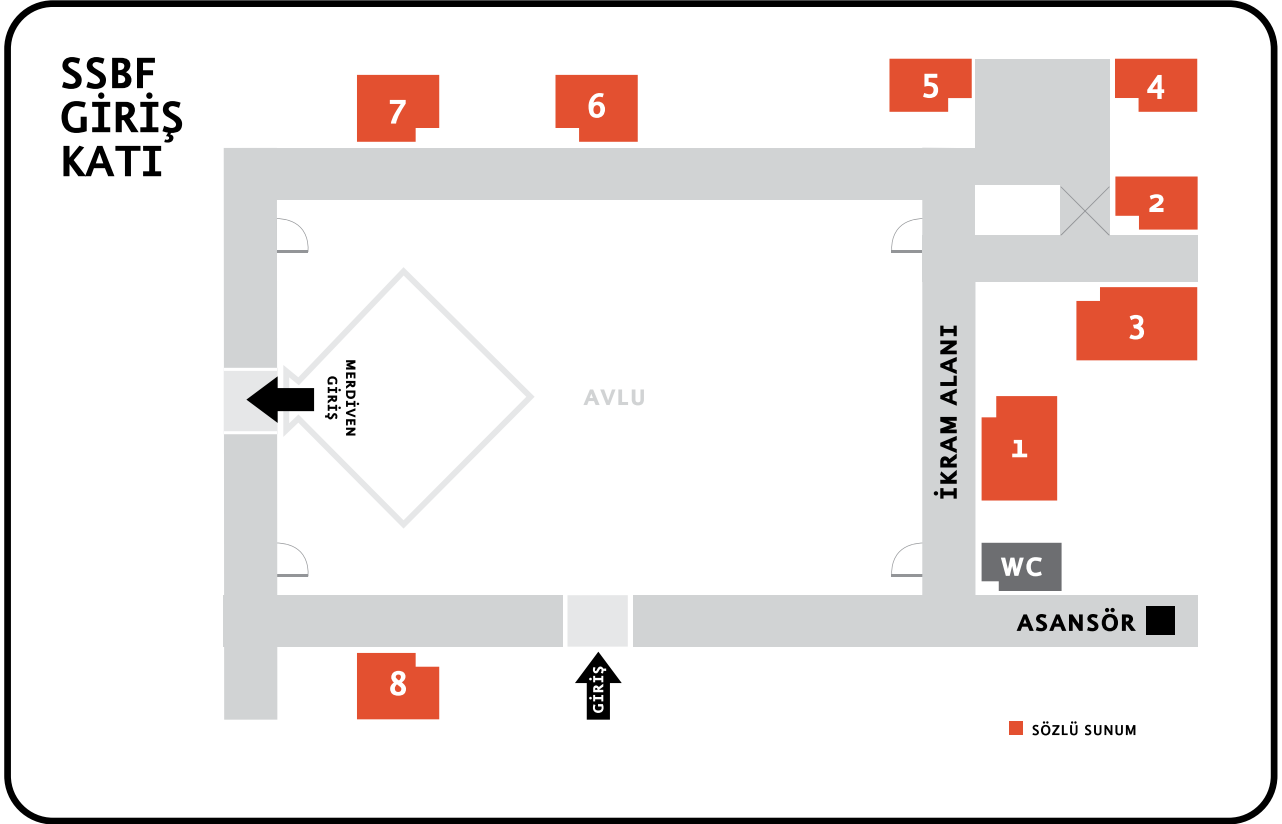 SSBF
GİRİŞ
KATI
7
6
5
4
2
3
1
MERDİVEN
GİRİŞ
AVLU
İKRAM ALANI
WC
ASANSÖR
8
GİRİŞ
SÖZLÜ SUNUM